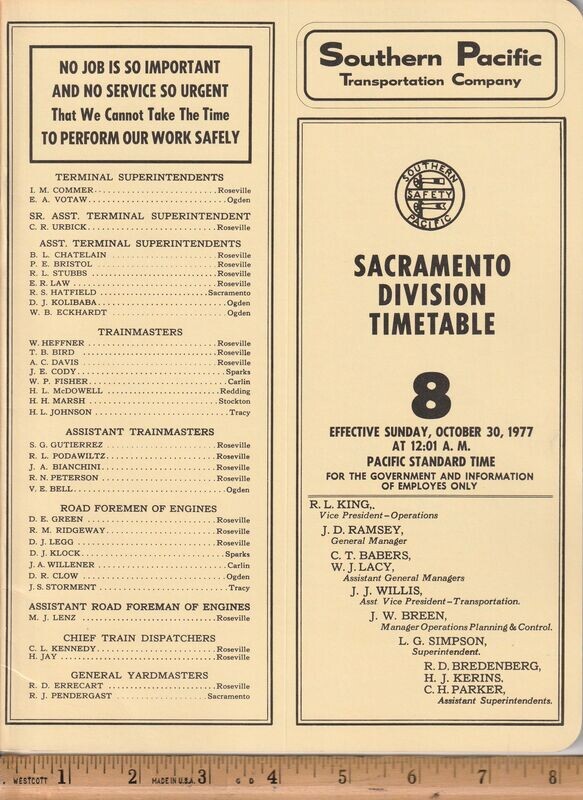 NO JOB IS SO IMPORTANT
AND NO SERVICE SO URGENT
That We Cannot Take The Time
TO PERFORM OUR WORK SAFELY
TERMINAL SUPERINTENDENTS
I. M. COMMER..............................Roseville
E. A. VOTAW..............................Ogden
SR. ASST. TERMINAL SUPERINTENDENT
C. R. URBICK..............................Roseville
ASST. TERMINAL SUPERINTENDENTS
B. L. CHATELAIN..............................Roseville
P. E. BRISTOL..............................Roseville
R. L. STUBBS..............................Roseville
E. R. LAW..............................Roseville
R. S. HATFIELD..............................Sacramento
D. J. KOLIBABA..............................Ogden
W. B. ECKHARDT..............................Ogden
TRAINMASTERS
W. HEFFNER..............................Roseville
T. B. BIRD..............................Roseville
A. C. DAVIS..............................Roseville
J. E. CODY..............................Sparks
W. P. FISHER..............................Carlin
H. L. McDOWELL..............................Redding
H. H. MARSH..............................Stockton
H. L. JOHNSON..............................Tracy
ASSISTANT TRAINMASTERS
S. G. GUTIERREZ..............................Roseville
R. L. PODAWILTZ..............................Roseville
J. A. BIANCHINI..............................Roseville
R. N. PETERSON..............................Roseville
V. E. BELL..............................Ogden
ROAD FOREMEN OF ENGINES
D. E. GREEN..............................Roseville
R. M. RIDGEWAY..............................Roseville
D. J. LEGG..............................Roseville
D. J. KLOCK..............................Sparks
J. A. WILLENER..............................Carlin
D. R. CLOW..............................Ogden
J. S. STORMENT..............................Tracy
ASSISTANT ROAD FOREMAN OF ENGINES
M. J. LENZ..............................Roseville
CHIEF TRAIN DISPATCHERS
C. L. KENNEDY..............................Roseville
H. JAY..............................Roseville
GENERAL YARDMASTERS
R. D. ERRECART..............................Roseville
R. J. PENDERGAST..............................Sacramento
Southern Pacific
Transportation Company
SOUTHERN
SAFETY
PACIFIC
SACRAMENTO
DIVISION
TIMETABLE
8
EFFECTIVE SUNDAY, OCTOBER 30, 1977
AT 12:01 A. M.
PACIFIC STANDARD TIME
FOR THE GOVERNMENT AND INFORMATION
OF EMPLOYES ONLY
R. L. KING,.
Vice President–Operations
J. D. RAMSEY,
General Manager
C. T. BABERS,
W. J. LACY,
Assistant General Managers
J. J. WILLIS,
Asst Vice President–Transportation.
J. W. BREEN,
Manager Operations Planning & Control.
L. G. SIMPSON,
Superintendent.
R. D. BREDENBERG,
H. J. KERINS,
C. H. PARKER,
Assistant Superintendents.
WESTCOTT 1 2 MADE IN U.S.A. 3 4 5 6 7 8